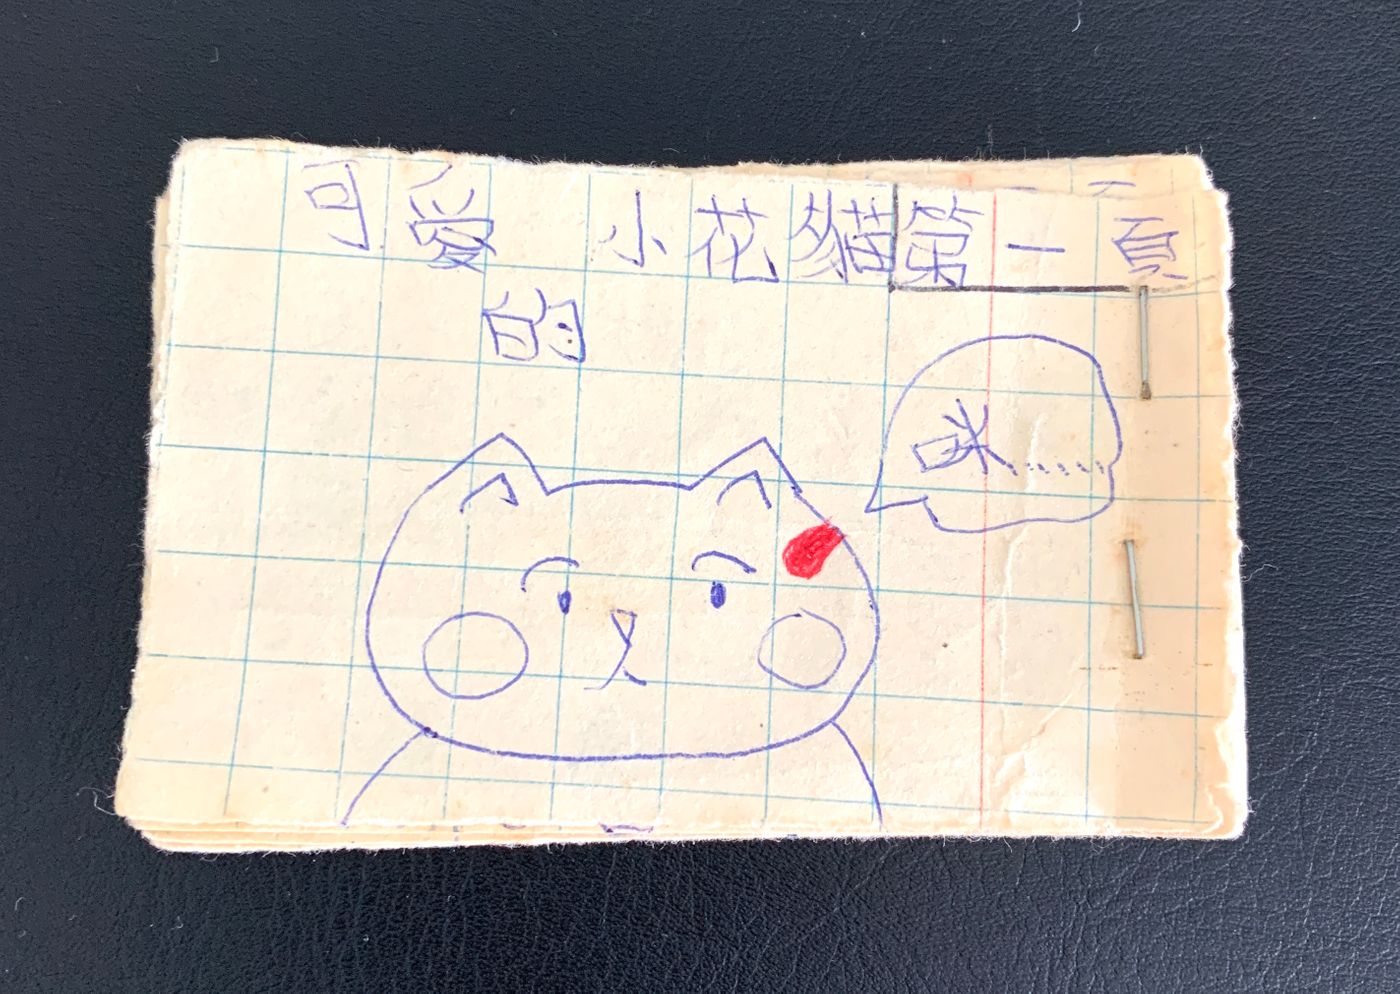 可愛 小花貓第一頁
的
咪......